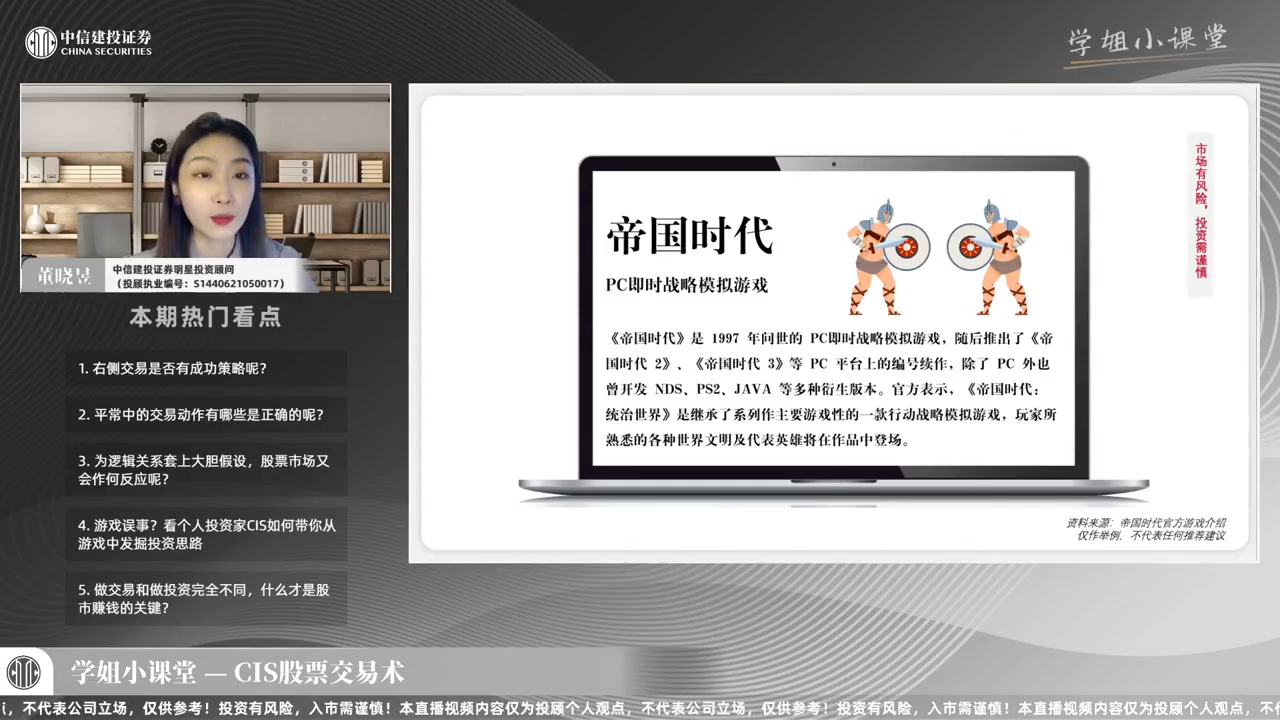 中信建投证券
CHINA SECURITIES
学姐小课堂
董晓昱
中信建投证券明星投资顾问
（投顾执业编号：S1440621050017）
本期热门看点
1. 右侧交易是否有成功策略呢？
2. 平常中的交易动作有哪些是正确的呢？
3. 为逻辑关系套上大胆假设，股票市场又
会作何反应呢？
4. 游戏误事？看个人投资家CIS如何带你从
游戏中发掘投资思路
5. 做交易和做投资完全不同，什么才是股
市赚钱的关键？
帝国时代
PC即时战略模拟游戏
《帝国时代》是 1997 年问世的 PC即时战略模拟游戏，随后推出了《帝
国时代 2》、《帝国时代 3》等 PC 平台上的编号续作，除了 PC 外也
曾开发 NDS、PS2、JAVA 等多种衍生版本。官方表示，《帝国时代：
统治世界》是继承了系列作主要游戏性的一款行动战略模拟游戏，玩家所
熟悉的各种世界文明及代表英雄将在作品中登场。
市场有风险，投资需谨慎
资料来源：帝国时代官方游戏介绍
仅作举例，不代表任何推荐建议
学姐小课堂 — CIS股票交易术
，不代表公司立场，仅供参考！投资有风险，入市需谨慎！本直播视频内容仅为投顾个人观点，不代表公司立场，仅供参考！投资有风险，入市需谨慎！本直播视频内容仅为投顾个人观点，不